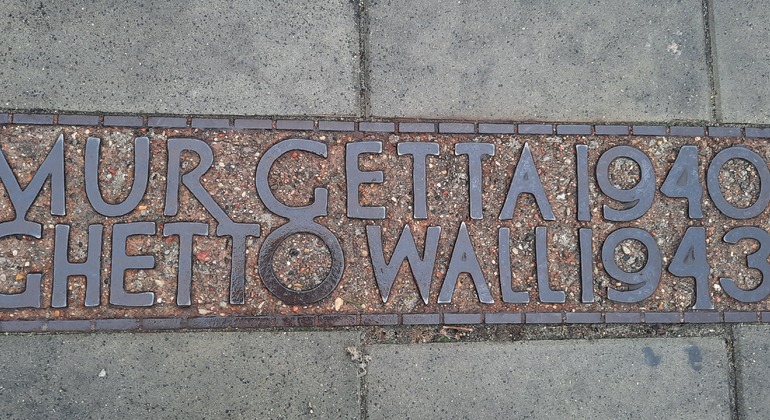 MUR GETTA 1940
GHETTO WALL 1943